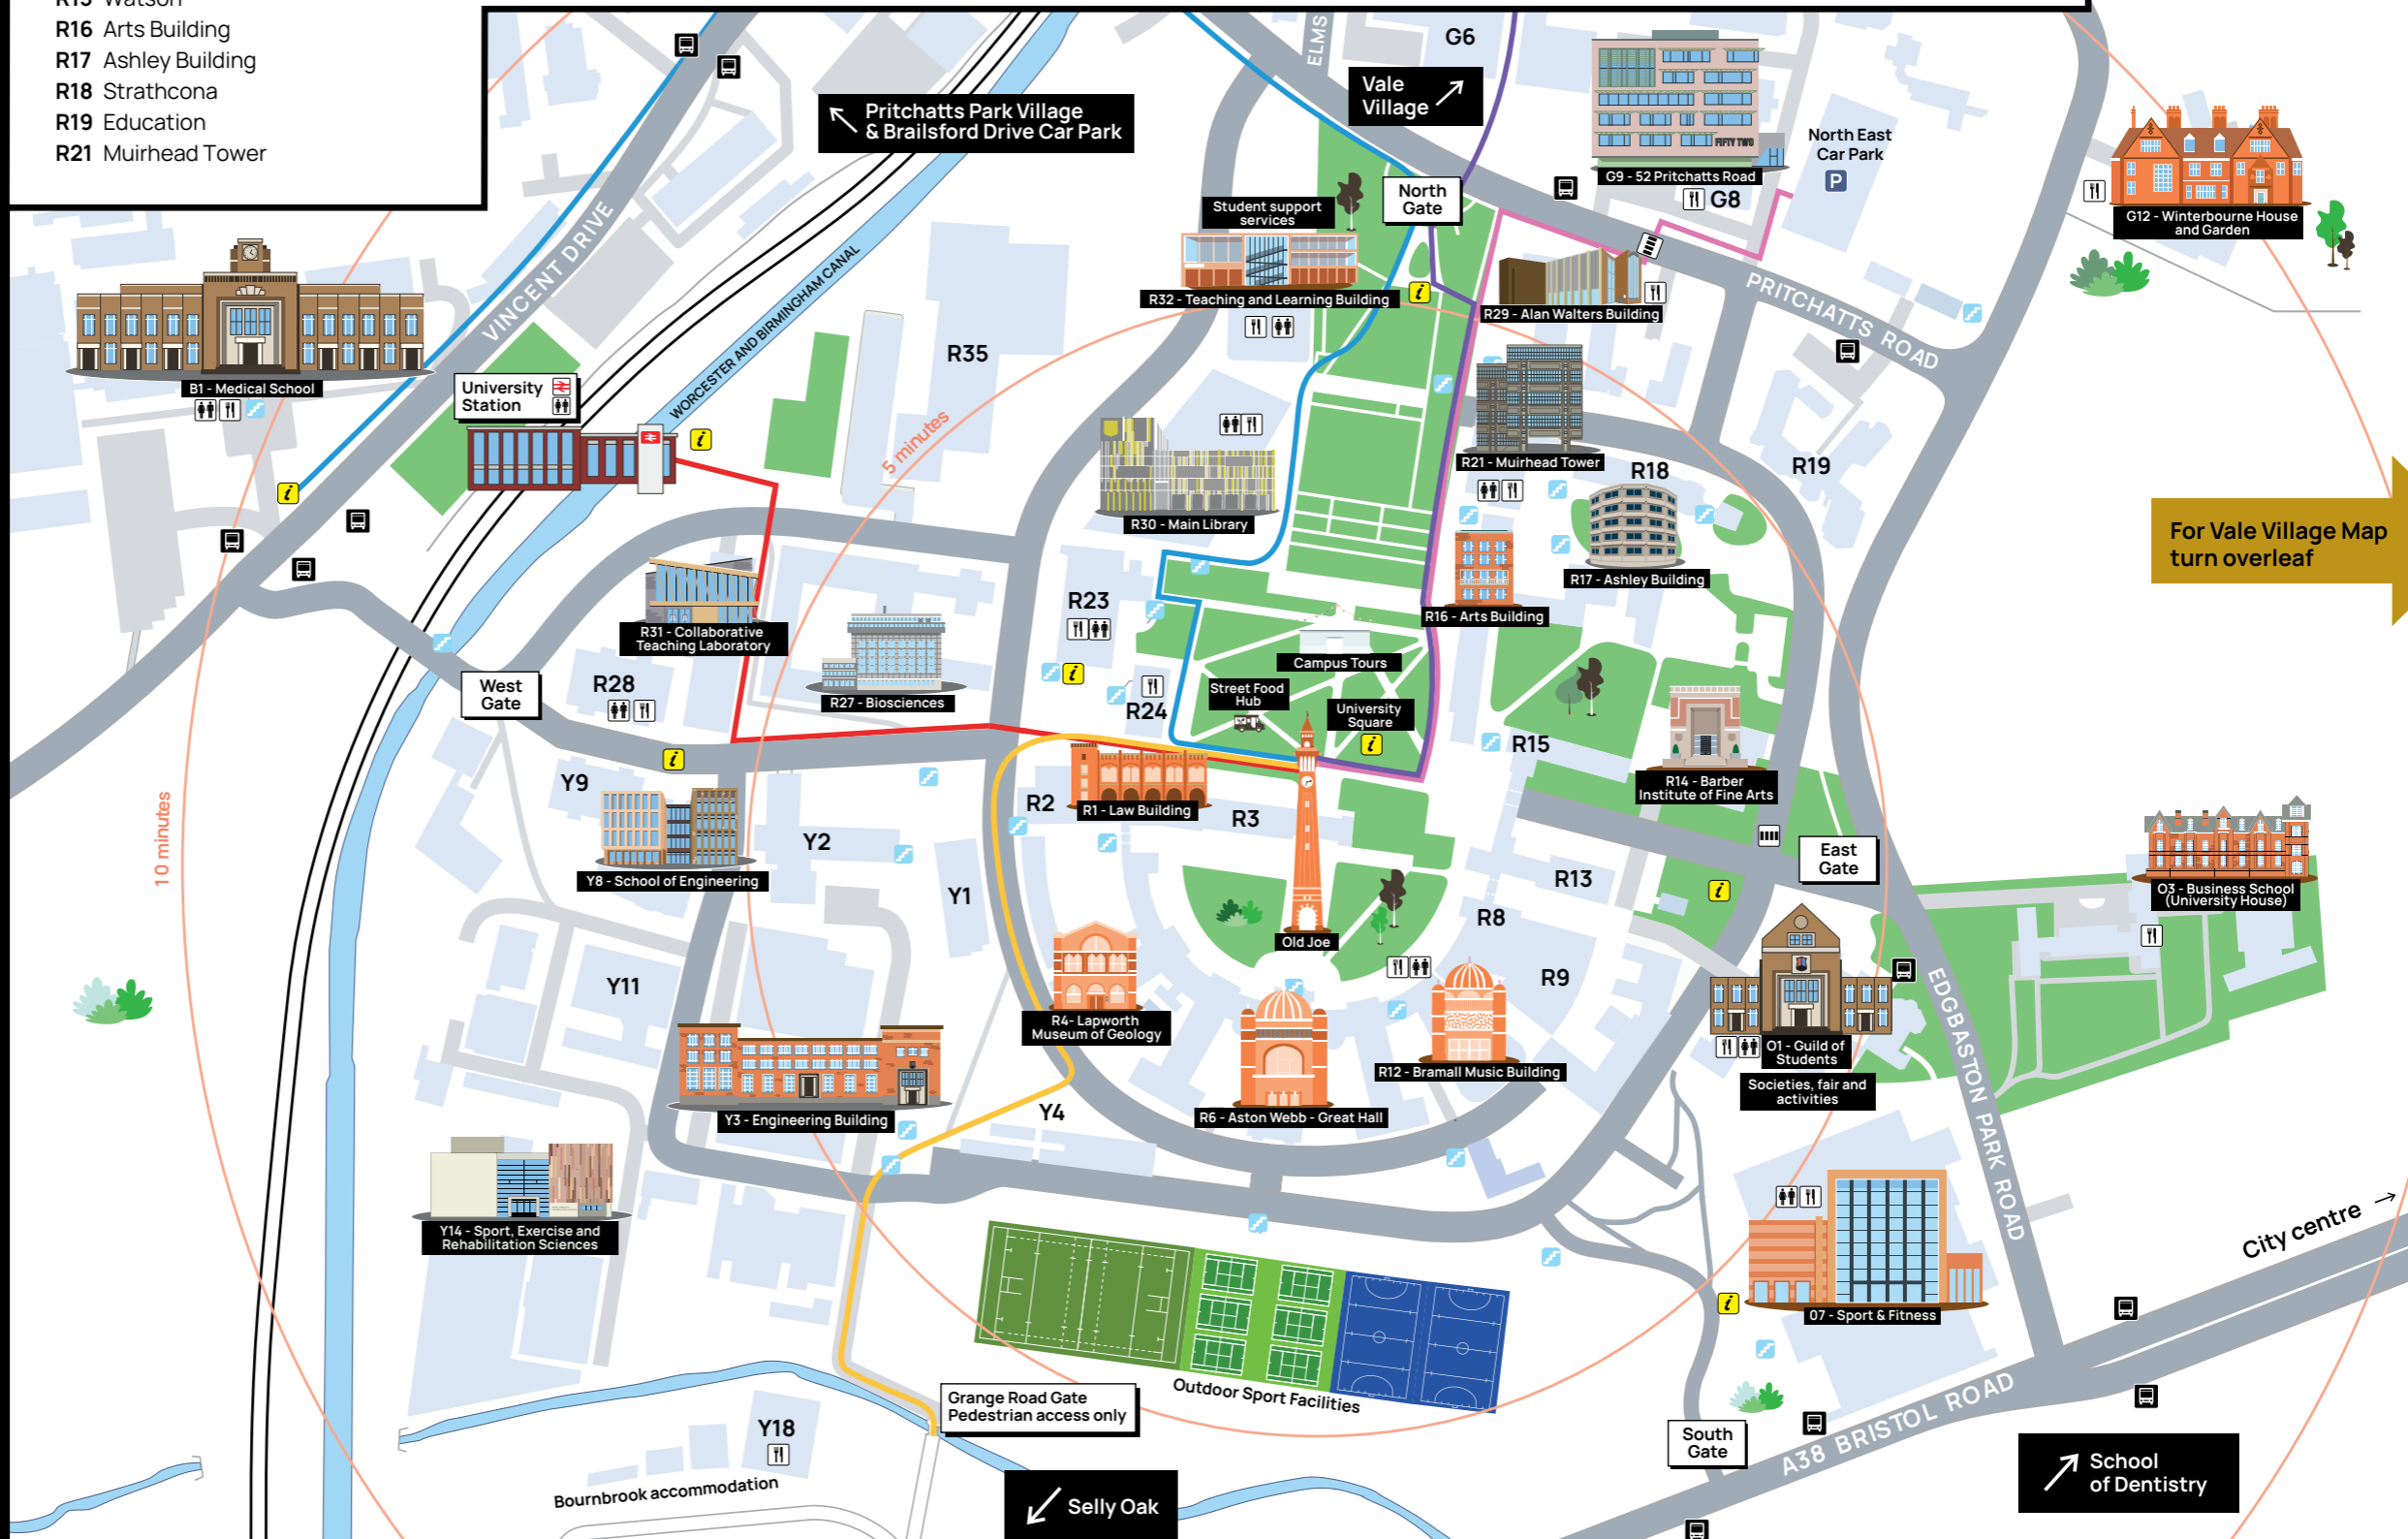 R15 Watson
R16 Arts Building
R17 Ashley Building
R18 Strathcona
R19 Education
R21 Muirhead Tower
ELMS
G6
Vale
Village
Pritchatts Park Village
& Brailsford Drive Car Park
FIFTY TWO
G9 - 52 Pritchatts Road
G8
North East
Car Park
P
G12 - Winterbourne House
and Garden
North
Gate
Student support
services
R32 - Teaching and Learning Building
i
R29 - Alan Walters Building
PRITCHATTS ROAD
VINCENT DRIVE
WORCESTER AND BIRMINGHAM CANAL
B1 - Medical School
University
Station
i
i
R35
5 minutes
R30 - Main Library
R21 - Muirhead Tower
R18
R19
R17 - Ashley Building
R16 - Arts Building
For Vale Village Map
turn overleaf
R31 - Collaborative
Teaching Laboratory
R27 - Biosciences
R23
i
R24
Campus Tours
Street Food
Hub
University
Square
i
West
Gate
R28
i
R15
R14 - Barber
Institute of Fine Arts
10 minutes
Y9
Y8 - School of Engineering
Y2
R2
R1 - Law Building
R3
Y1
R13
East
Gate
i
R8
O3 - Business School
(University House)
Old Joe
R9
Y11
R4- Lapworth
Museum of Geology
R12 - Bramall Music Building
R6 - Aston Webb - Great Hall
O1 - Guild of
Students
Societies, fair and
activities
EDGBASTON PARK ROAD
Y3 - Engineering Building
Y4
Y14 - Sport, Exercise and
Rehabilitation Sciences
City centre
i
07 - Sport & Fitness
Outdoor Sport Facilities
Grange Road Gate
Pedestrian access only
Y18
Bournbrook accommodation
Selly Oak
South
Gate
A38 BRISTOL ROAD
School
of Dentistry